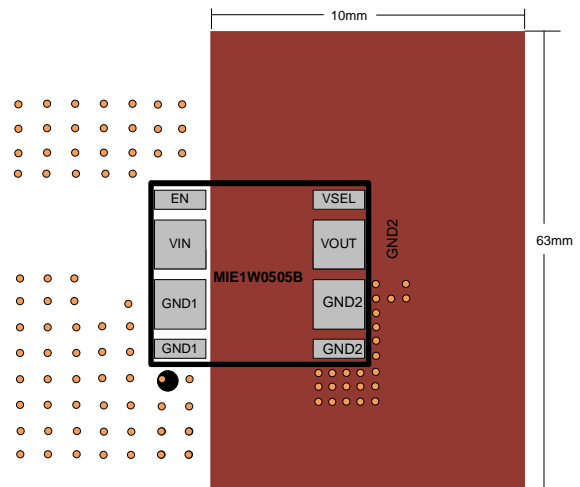 10mm
EN
VSEL
VIN
VOUT
GND2
63mm
MIE1W0505B
GND1
GND2
GND1
GND2